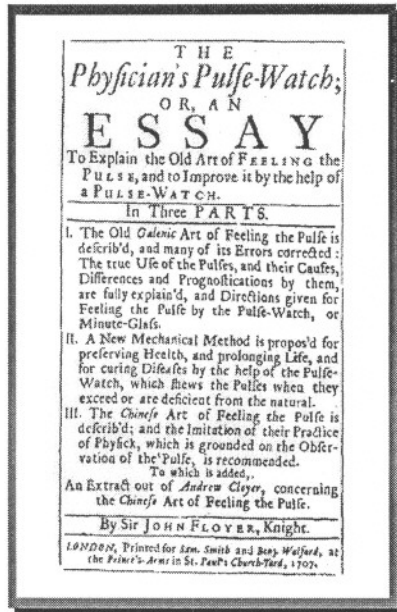 THE
Phyſician's Pulſe-Watch;
OR, AN
ESSAY
To Explain the Old Art of FEELING the
PULSE, and to Improve it by the help of
a PULSE-WATCH.
In Three PARTS.
I. The Old Galenic Art of Feeling the Pulſe is
deſcrib'd, and many of its Errors corrected:
The true Uſe of the Pulſes, and their Cauſes,
Differences and Prognoſtications by them,
are fully explain'd, and Directions given for
Feeling the Pulſe by the Pulſe-Watch, or
Minute-Glaſs.
II. A New Mechanical Method is propos'd for
preſerving Health, and prolonging Life, and
for curing Diſeaſes by the help of the Pulſe-
Watch, which ſhews the Pulſes when they
exceed or are deficient from the natural.
III. The Chineſe Art of Feeling the Pulſe is
deſcrib'd; and the Imitation of their Practice
of Phyſick, which is grounded on the Obſer-
vation of the Pulſe, is recommended.
To which is added,
An Extract out of Andrew Cleyer, concerning
the Chineſe Art of Feeling the Pulſe.
By Sir JOHN FLOYER, Knight.
LONDON, Printed for Sam. Smith and Benj. Walford, at
the Prince's-Arms in St. Paul's Church-Yard, 1707.